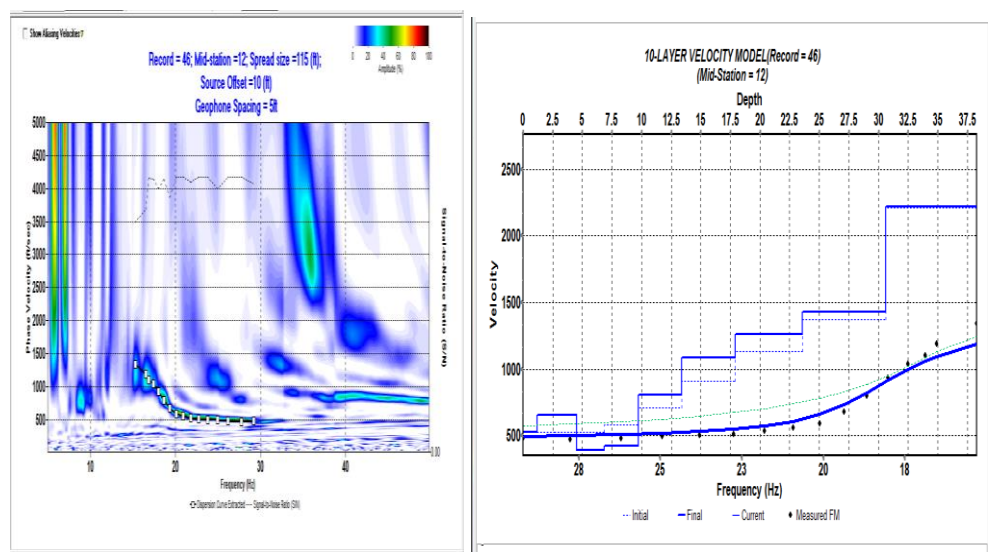 Show Aliasing Velocities?
0 20 40 60 80 100
Amplitude (%)
Record = 46; Mid-station =12; Spread size =115 (ft);
Source Offset =10 (ft)
Geophone Spacing = 5ft
5000
4500
4000
3500
3000
2500
2000
1500
1000
500
Phase Velocity (ft/sec)
Signal-to-Noise Ratio (S/N)
0.00
10 20 30 40
Frequency (Hz)
Dispersion Curve Extracted Signal-to-Noise Ratio (S/N)
10-LAYER VELOCITY MODEL(Record = 46)
(Mid-Station = 12)
Depth
0 2.5 5 7.5 10 12.5 15 17.5 20 22.5 25 27.5 30 32.5 35 37.5
2500
2000
1500
1000
500
Velocity
28 25 23 20 18
Frequency (Hz)
Initial Final Current Measured FM